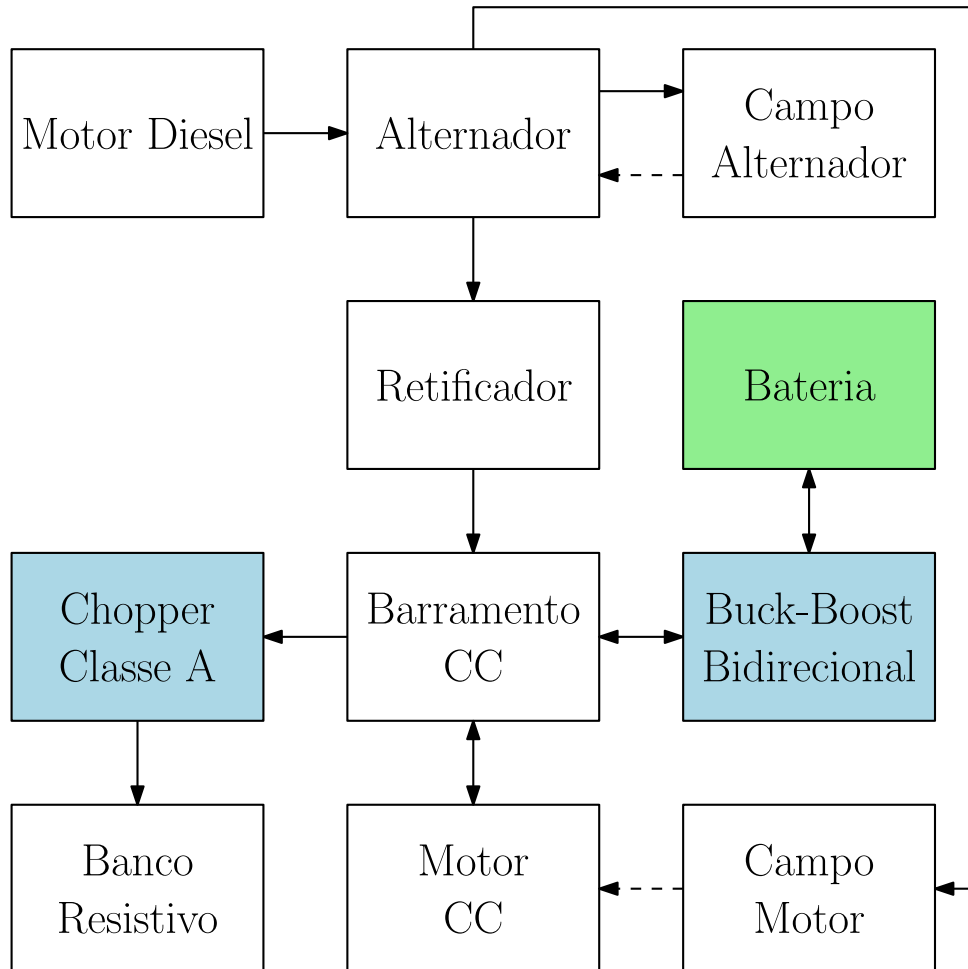 Motor Diesel
Alternador
Campo
Alternador
Retificador
Bateria
Chopper
Classe A
Barramento
CC
Buck-Boost
Bidirecional
Banco
Resistivo
Motor
CC
Campo
Motor